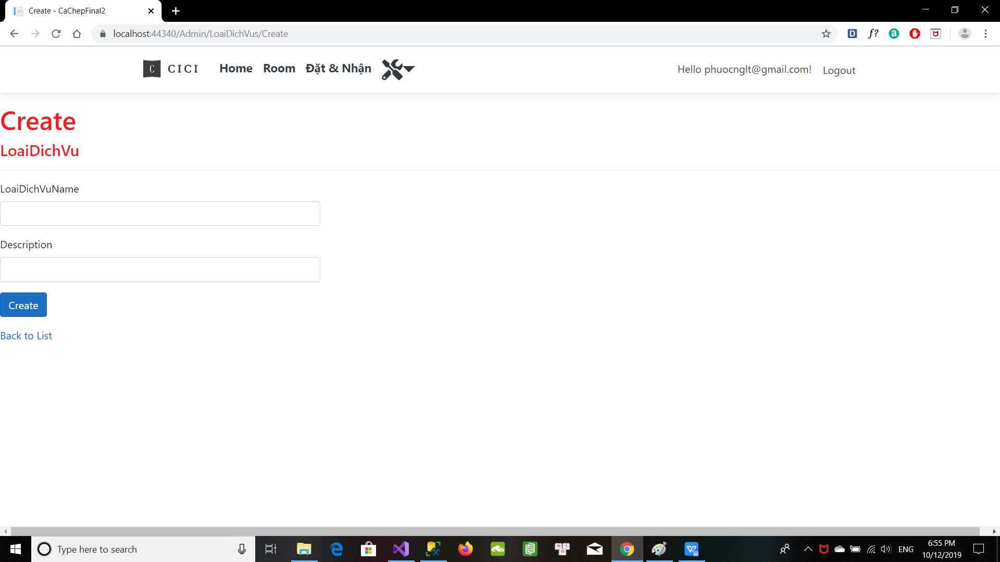 Create - CaChepFinal2
localhost:44340/Admin/LoaiDichVus/Create
D f? a
C CICI Home Room Đặt & Nhận Hello phuocnglt@gmail.com! Logout
Create
LoaiDichVu
LoaiDichVuName
Description
Create
Back to List
Type here to search
ENG
6:55 PM
10/12/2019